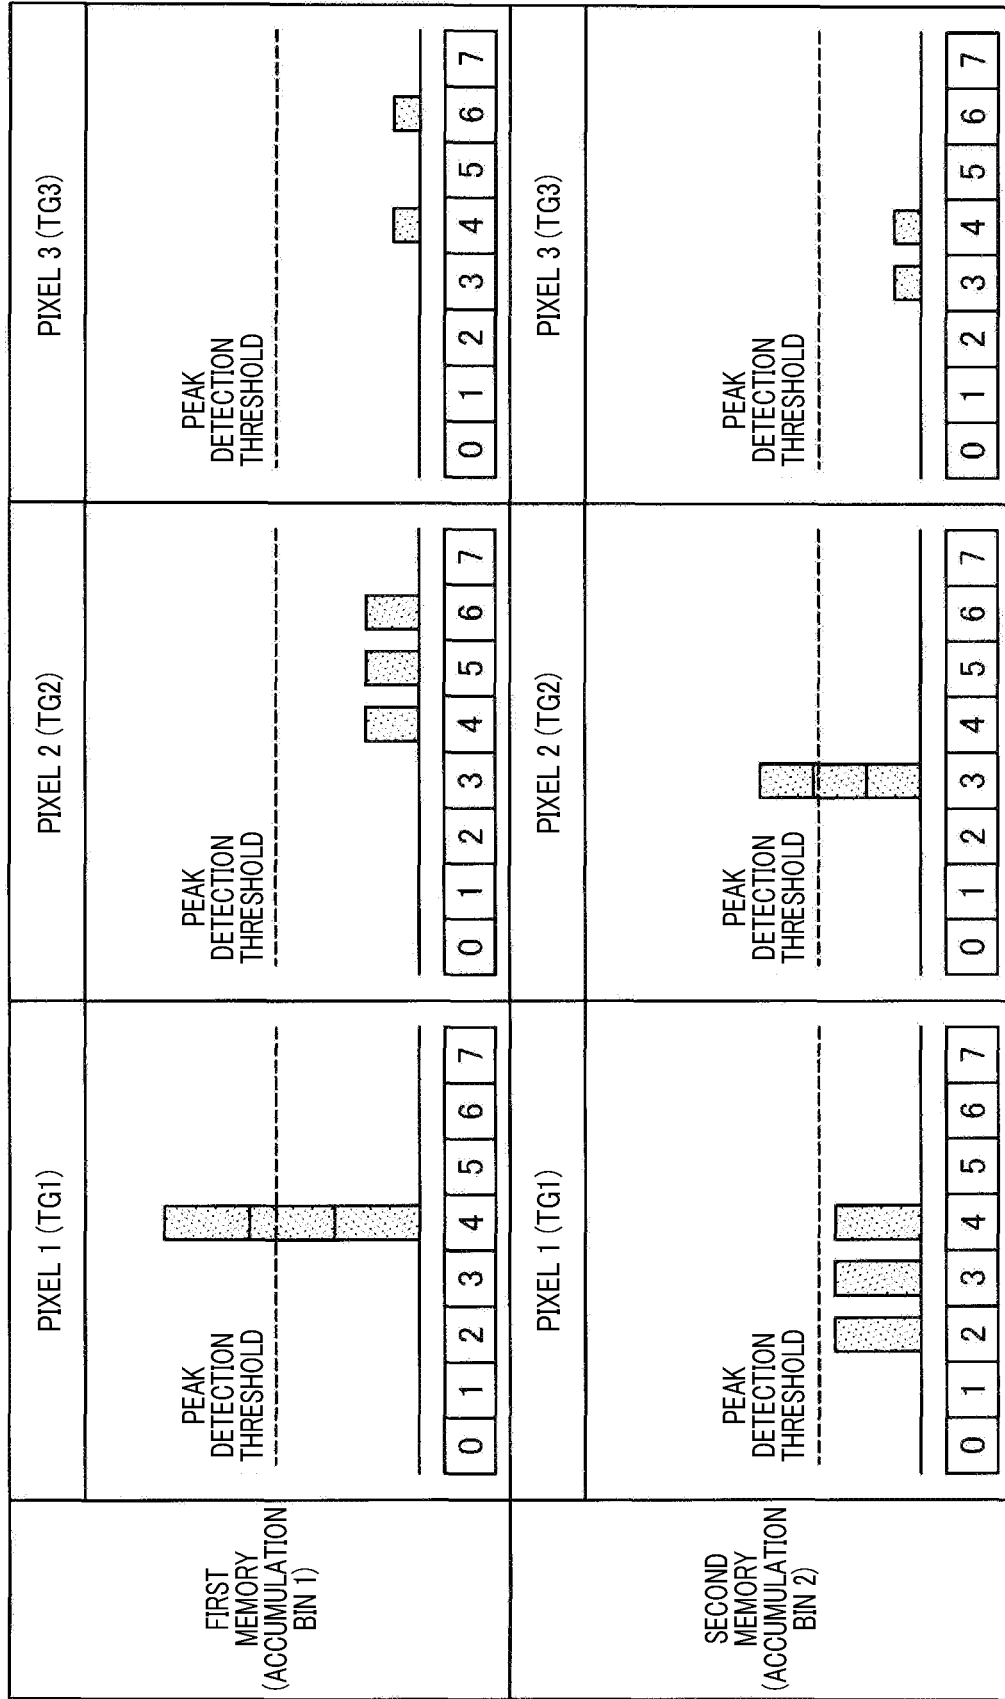 PIXEL 1 (TG1)
PIXEL 2 (TG2)
PIXEL 3 (TG3)
FIRST
MEMORY
(ACCUMULATION
BIN 1)
PEAK
DETECTION
THRESHOLD
0 1 2 3 4 5 6 7
PEAK
DETECTION
THRESHOLD
0 1 2 3 4 5 6 7
PEAK
DETECTION
THRESHOLD
0 1 2 3 4 5 6 7
PIXEL 1 (TG1)
PIXEL 2 (TG2)
PIXEL 3 (TG3)
SECOND
MEMORY
(ACCUMULATION
BIN 2)
PEAK
DETECTION
THRESHOLD
0 1 2 3 4 5 6 7
PEAK
DETECTION
THRESHOLD
0 1 2 3 4 5 6 7
PEAK
DETECTION
THRESHOLD
0 1 2 3 4 5 6 7